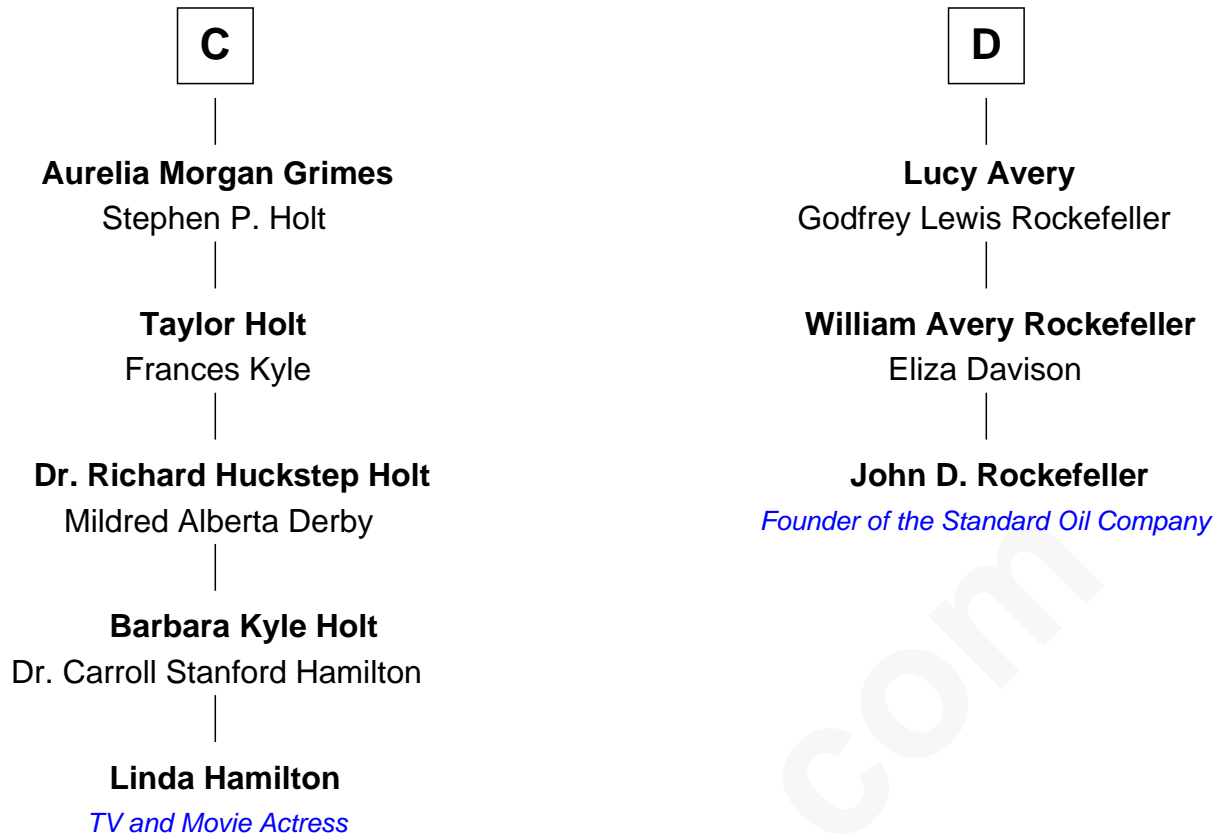 C
Aurelia Morgan Grimes
Stephen P. Holt
Taylor Holt
Frances Kyle
Dr. Richard Huckstep Holt
Mildred Alberta Derby
Barbara Kyle Holt
Dr. Carroll Stanford Hamilton
Linda Hamilton
TV and Movie Actress
D
Lucy Avery
Godfrey Lewis Rockefeller
William Avery Rockefeller
Eliza Davison
John D. Rockefeller
Founder of the Standard Oil Company
com